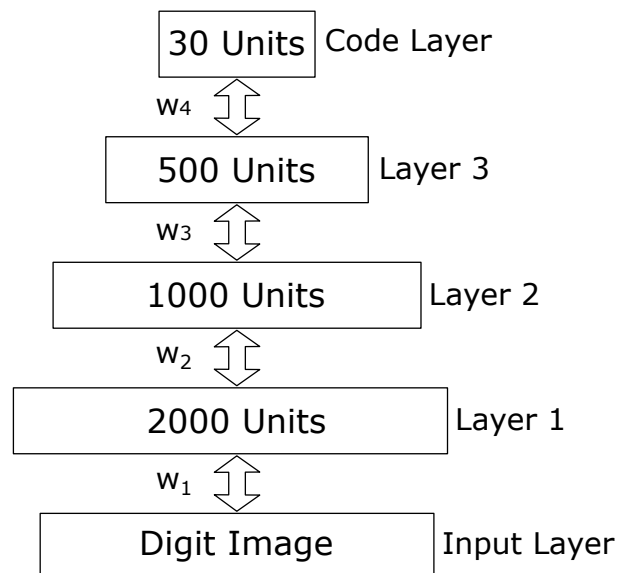 30 Units Code Layer
w4
500 Units Layer 3
w3
1000 Units Layer 2
w2
2000 Units Layer 1
w1
Digit Image Input Layer